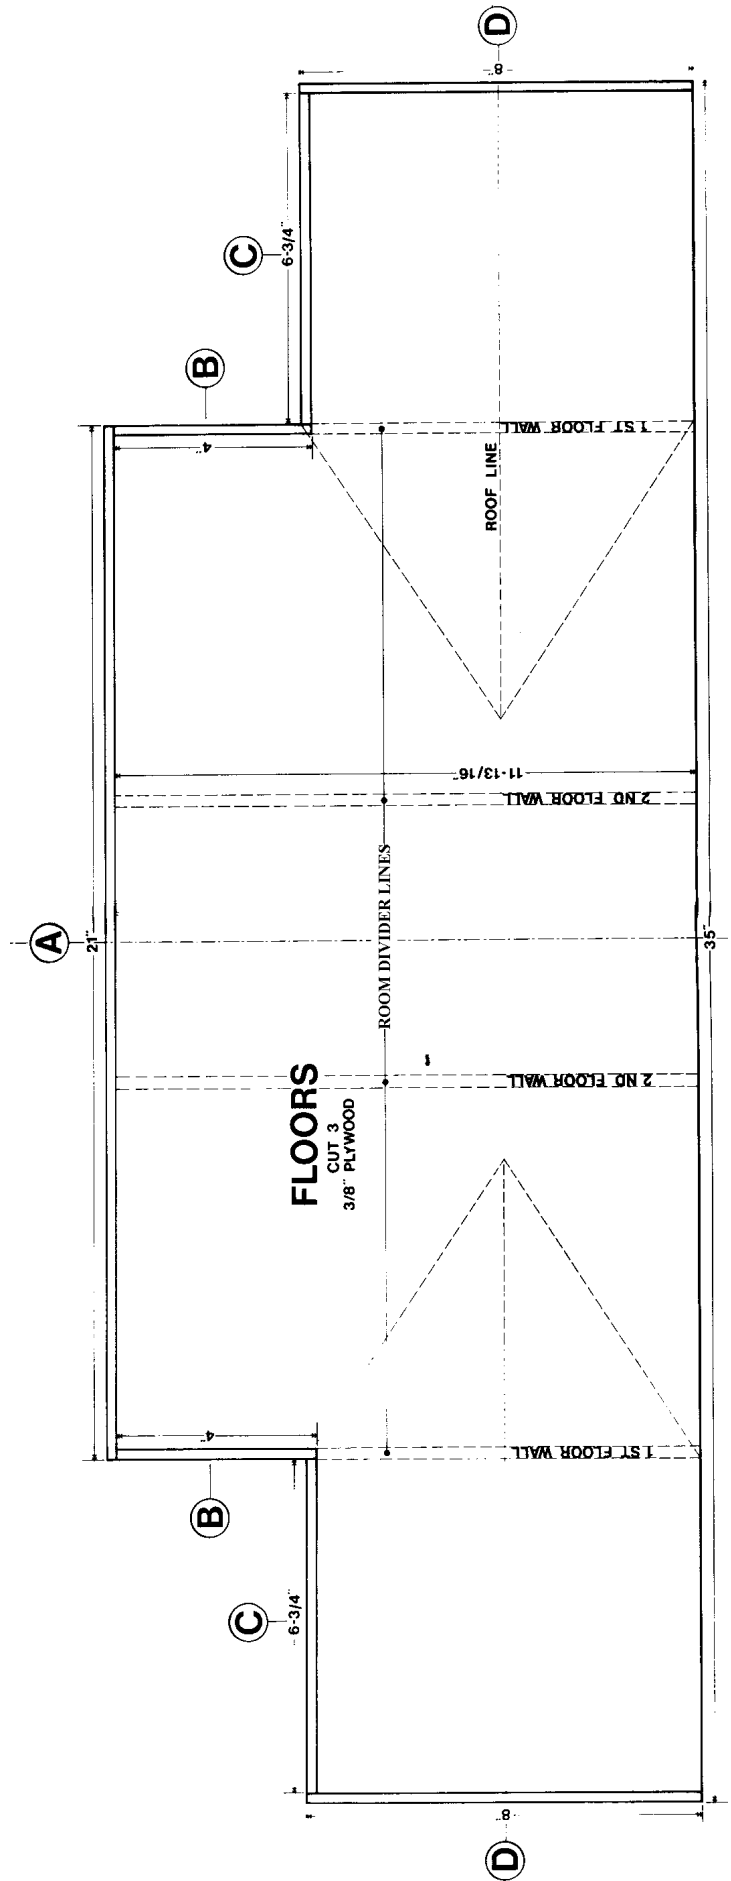 D
8"
C
6-3/4"
B
4"
1 ST FLOOR WALL
ROOF LINE
11-13/16"
2 ND FLOOR WALL
A
21"
ROOM DIVIDER LINES
35"
FLOORS
CUT 3
3/8" PLYWOOD
2 ND FLOOR WALL
4"
1 ST FLOOR WALL
B
C
6-3/4"
8"
D